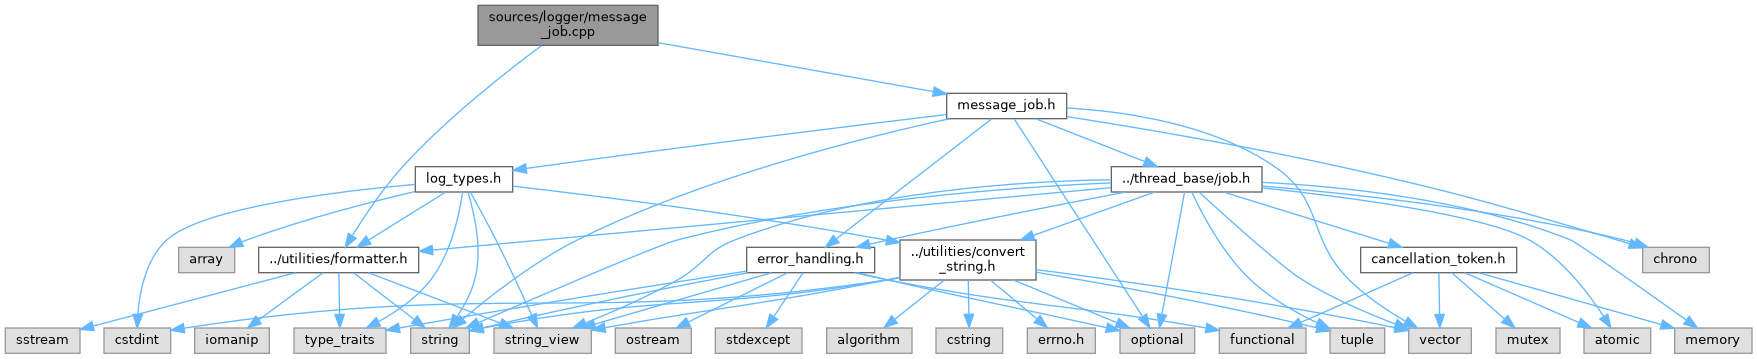 sources/logger/message
_job.cpp
message_job.h
log_types.h
../thread_base/job.h
array
../utilities/formatter.h
error_handling.h
../utilities/convert
_string.h
cancellation_token.h
chrono
sstream
cstdint
iomanip
type_traits
string
string_view
ostream
stdexcept
algorithm
cstring
errno.h
optional
functional
tuple
vector
mutex
atomic
memory